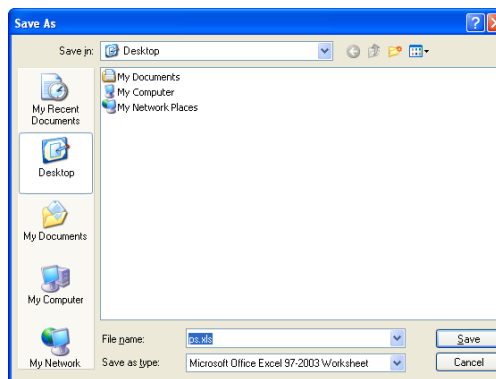 Save As
Save in:
Desktop
My Recent
Documents
Desktop
My Documents
My Computer
My Network
My Documents
My Computer
My Network Places
File name:
ps.xls
Save
Save as type:
Microsoft Office Excel 97-2003 Worksheet
Cancel